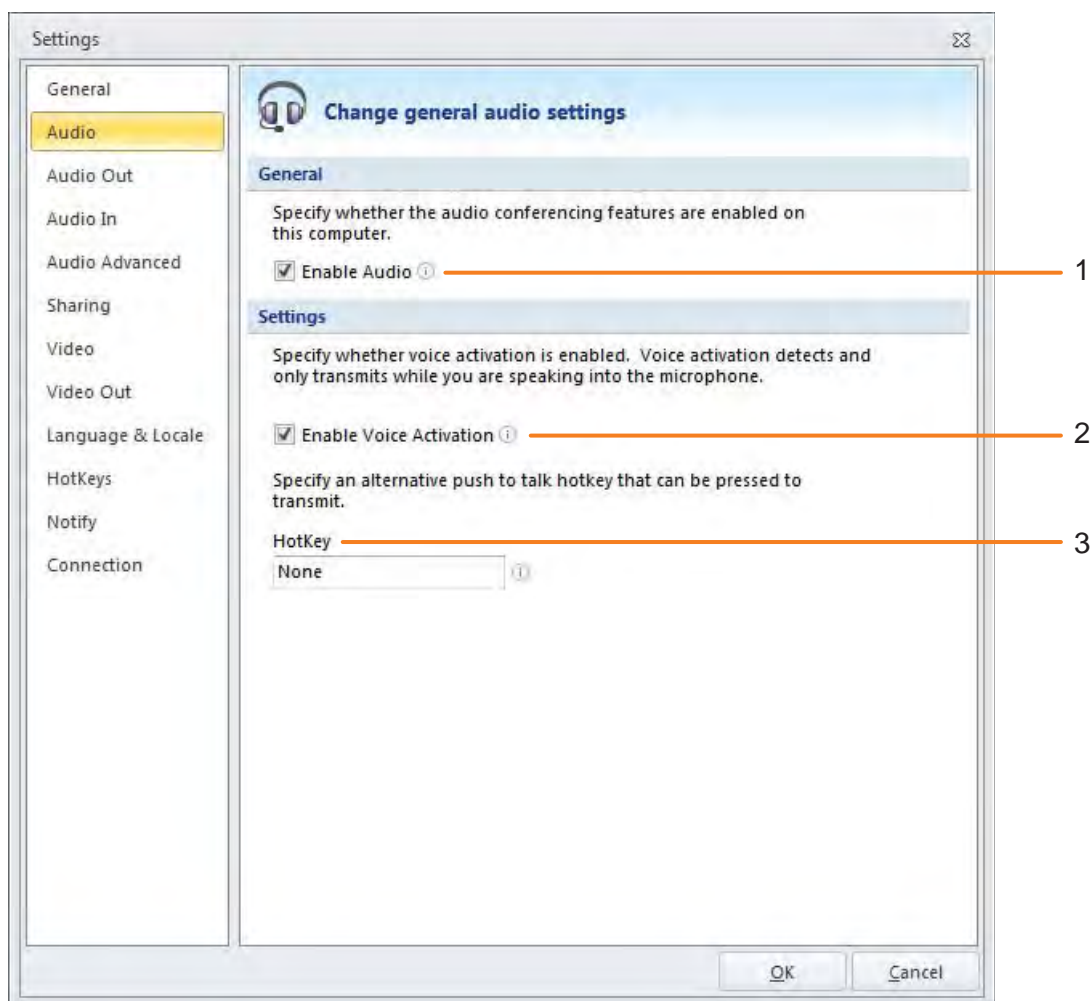 Settings
General
Audio
Audio Out
Audio In
Audio Advanced
Sharing
Video
Video Out
Language & Locale
HotKeys
Notify
Connection
Change general audio settings
General
Specify whether the audio conferencing features are enabled on
this computer.
Enable Audio
1
Settings
Specify whether voice activation is enabled. Voice activation detects and
only transmits while you are speaking into the microphone.
Enable Voice Activation
2
Specify an alternative push to talk hotkey that can be pressed to
transmit.
HotKey
3
None
OK
Cancel